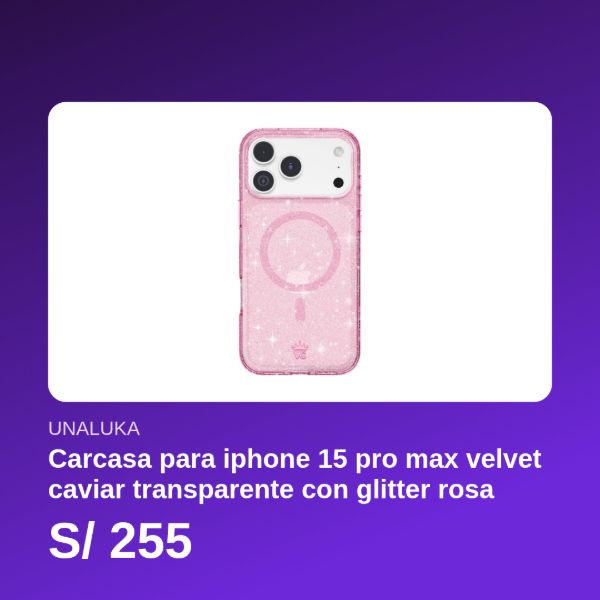 UNALUKA
Carcasa para iphone 15 pro max velvet
caviar transparente con glitter rosa
S/ 255